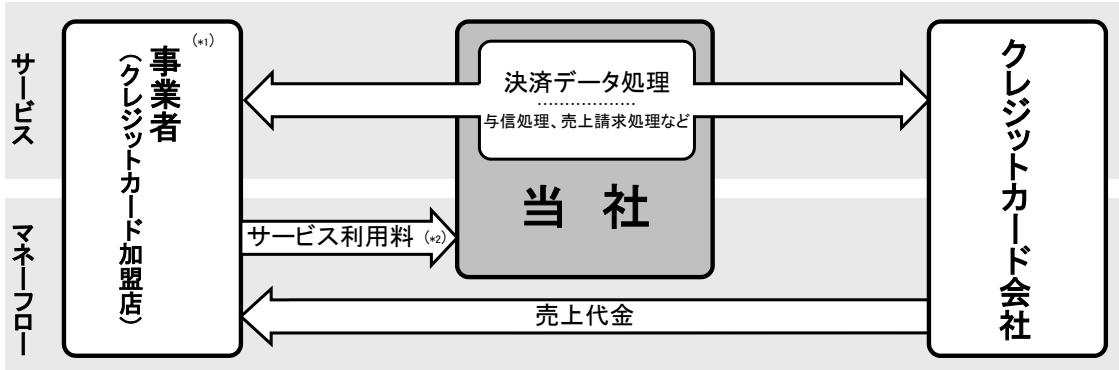 サービス
事業者(*1)
(クレジットカード加盟店)
決済データ処理
与信処理、売上請求処理など
当社
クレジットカード会社
マネーフロー
サービス利用料(*2)
売上代金